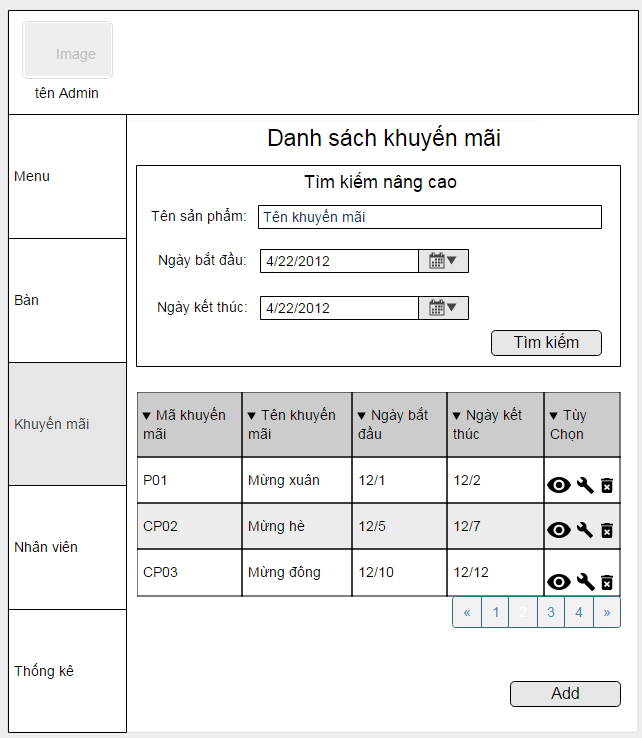 Image
tên Admin
Menu
Bàn
Khuyến mãi
Nhân viên
Thống kê
Danh sách khuyến mãi
Tìm kiếm nâng cao
Tên sản phẩm: Tên khuyến mãi
Ngày bắt đầu: 4/22/2012
Ngày kết thúc: 4/22/2012
Tìm kiếm
▼ Mã khuyến mãi ▼ Tên khuyến mãi ▼ Ngày bắt đầu ▼ Ngày kết thúc ▼ Tùy Chọn
P01 Mừng xuân 12/1 12/2
CP02 Mừng hè 12/5 12/7
CP03 Mừng đông 12/10 12/12
« 1 2 3 4 »
Add